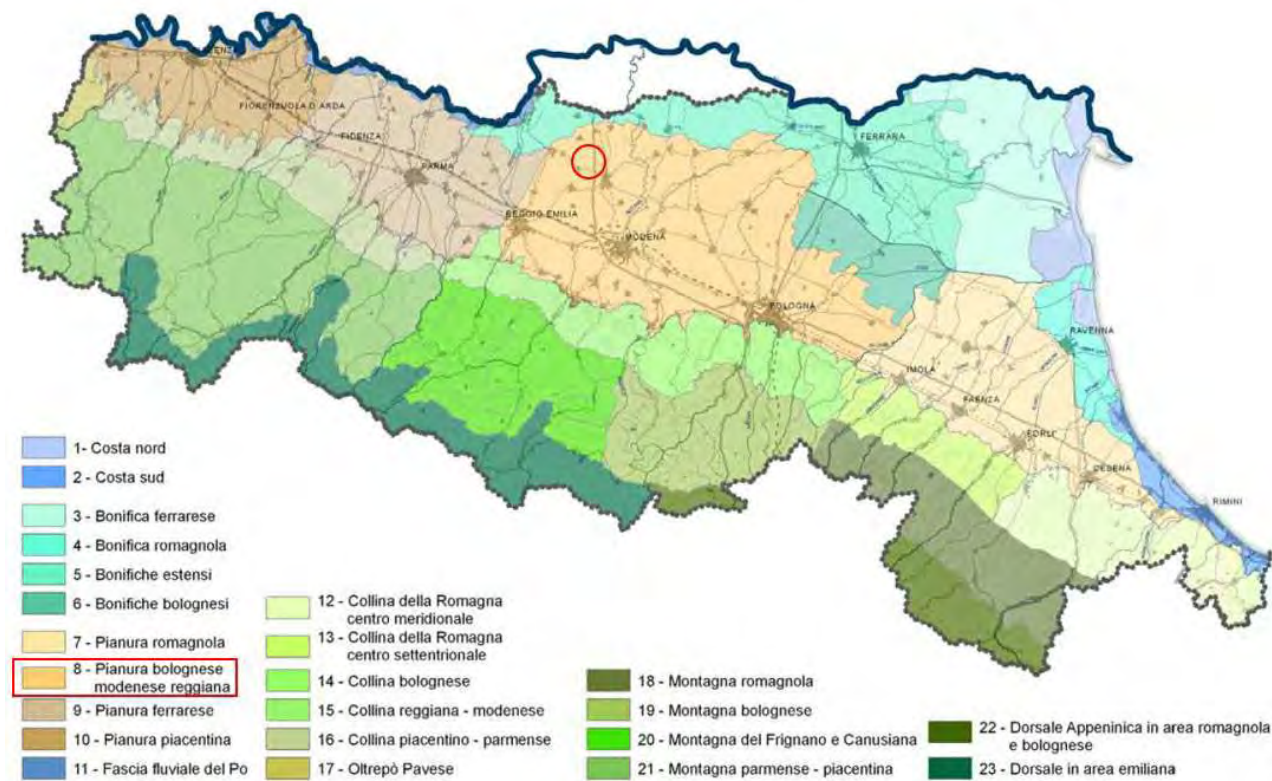 FIORENZUOLA D'ARDA
FIDENZA
PARMA
REGGIO EMILIA
MODENA
FERRARA
BOLOGNA
IMOLA
FAENZA
FORLI'
CESENA
RAVENNA
RIMINI
1- Costa nord
2 - Costa sud
3 - Bonifica ferrarese
4 - Bonifica romagnola
5 - Bonifiche estensi
6 - Bonifiche bolognesi
7 - Pianura romagnola
8 - Pianura bolognese
modenese reggiana
9 - Pianura ferrarese
10 - Pianura piacentina
11 - Fascia fluviale del Po
12 - Collina della Romagna
centro meridionale
13 - Collina della Romagna
centro settentrionale
14 - Collina bolognese
15 - Collina reggiana - modenese
16 - Collina piacentino - parmense
17 - Oltrepò Pavese
18 - Montagna romagnola
19 - Montagna bolognese
20 - Montagna del Frignano e Canusiana
21 - Montagna parmense - piacentina
22 - Dorsale Appeninica in area romagnola
e bolognese
23 - Dorsale in area emiliana